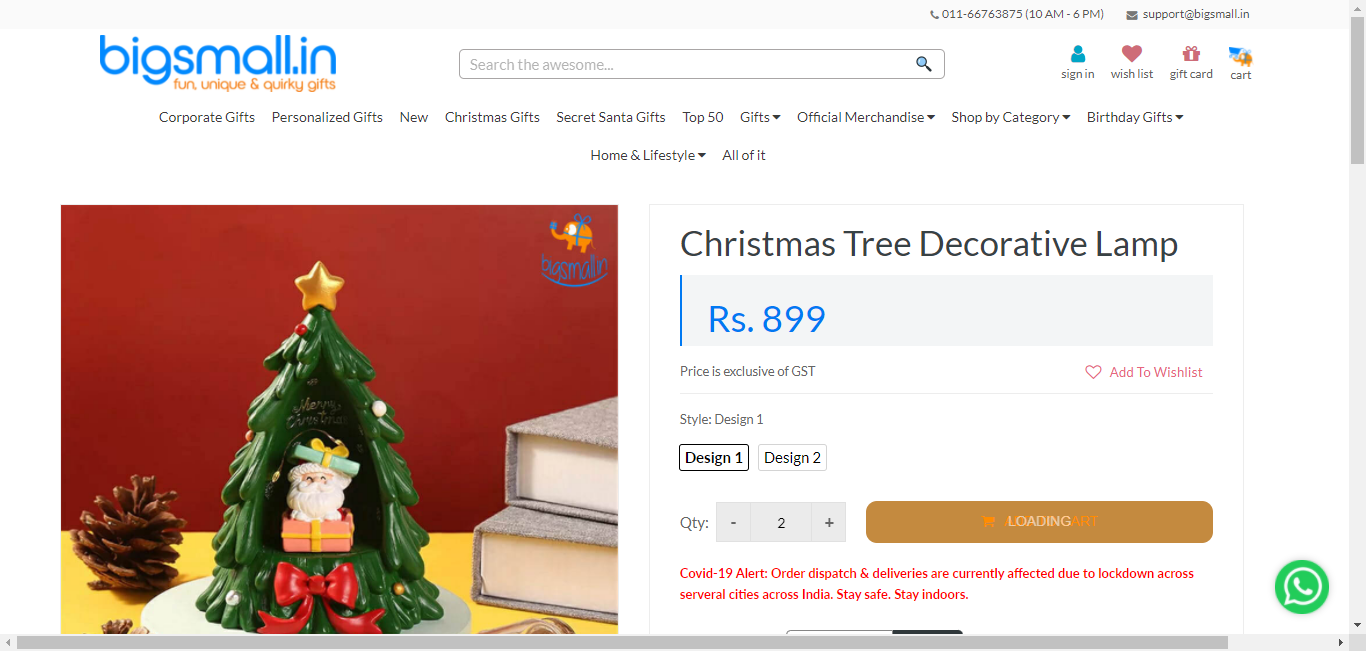 011-66763875 (10 AM - 6 PM) support@bigsmall.in
bigsmall.in
fun, unique & quirky gifts
Search the awesome...
sign in wish list gift card cart
Corporate Gifts Personalized Gifts New Christmas Gifts Secret Santa Gifts Top 50 Gifts Official Merchandise Shop by Category Birthday Gifts
Home & Lifestyle All of it
bigsmall.in
Merry
Christmas
Christmas Tree Decorative Lamp
Rs. 899
Price is exclusive of GST Add To Wishlist
Style: Design 1
Design 1 Design 2
Qty: - 2 + LOADING
Covid-19 Alert: Order dispatch & deliveries are currently affected due to lockdown across
serveral cities across India. Stay safe. Stay indoors.